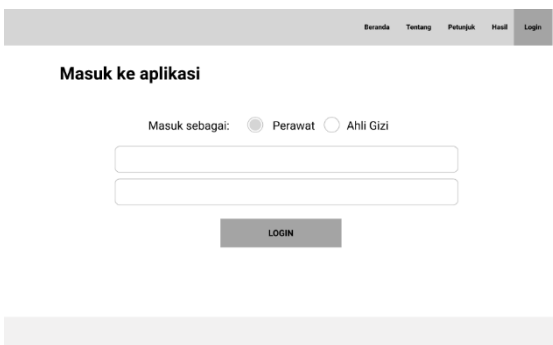 Beranda Tentang Petunjuk Hasil Login
Masuk ke aplikasi
Masuk sebagai: Perawat Ahli Gizi
LOGIN